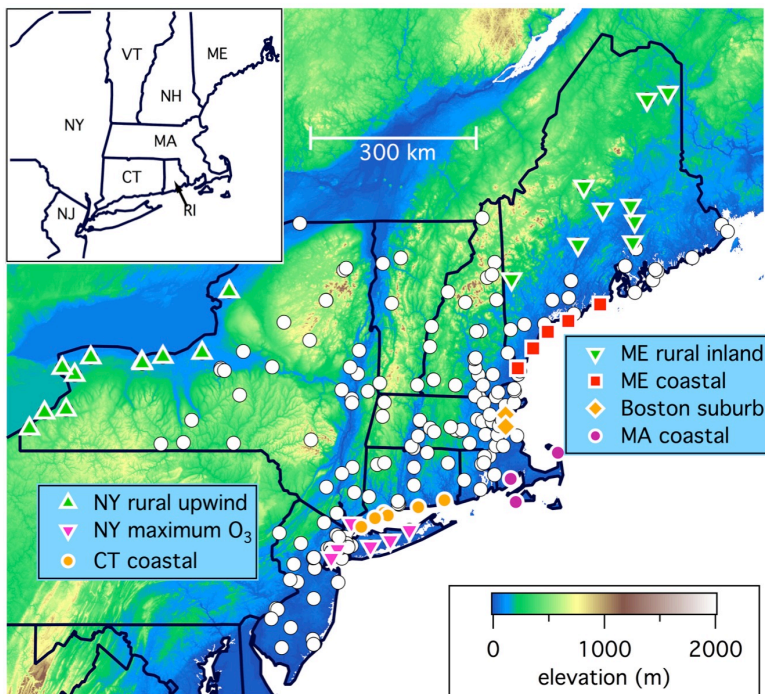 VT
ME
NH
NY
MA
CT
NJ
RI
300 km
ME rural inland
ME coastal
Boston suburb
MA coastal
NY rural upwind
NY maximum O₃
CT coastal
0 1000 2000
elevation (m)